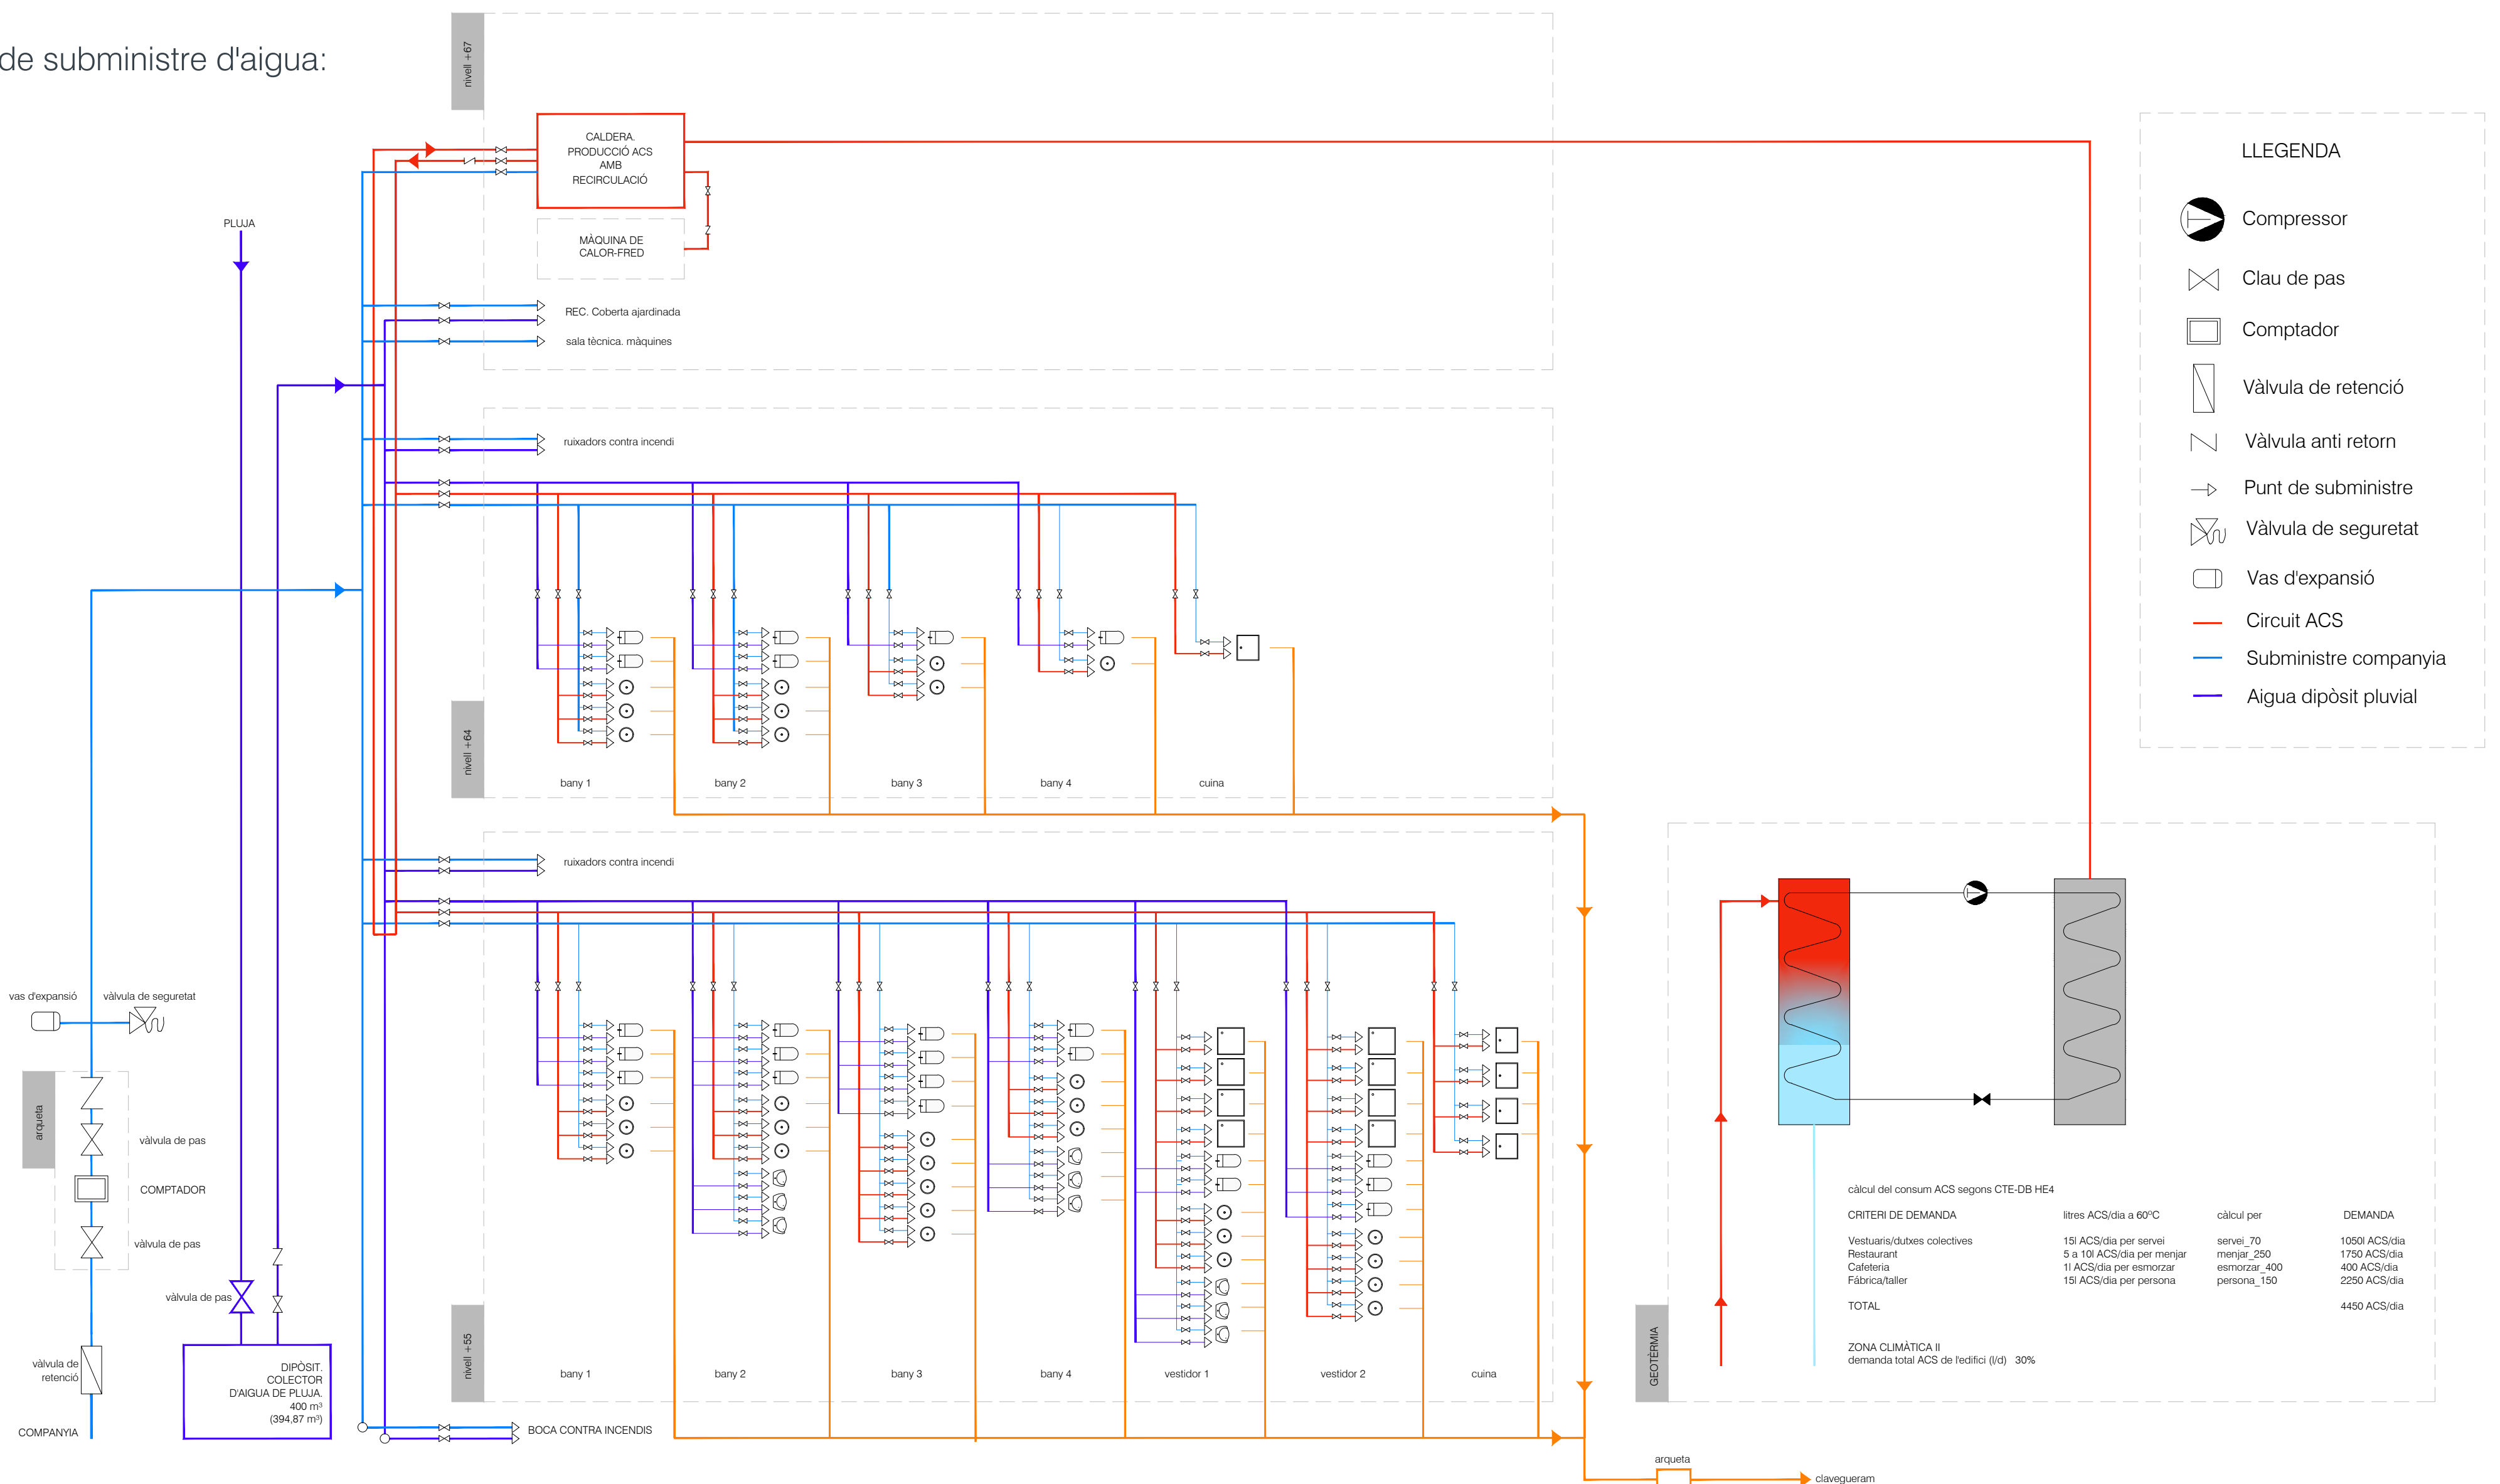 de subministre d'aigua:
nivell +67
CALDERA.
PRODUCCIÓ ACS
AMB
RECIRCULACIÓ
MÀQUINA DE
CALOR-FRED
PLUJA
REC. Coberta ajardinada
sala tècnica. màquines
LLEGENDA
Compressor
Clau de pas
Comptador
Vàlvula de retenció
Vàlvula anti retorn
Punt de subministre
Vàlvula de seguretat
Vas d'expansió
Circuit ACS
Subministre companyia
Aigua dipòsit pluvial
ruixadors contra incendi
nivell +64
bany 1
bany 2
bany 3
bany 4
cuina
ruixadors contra incendi
vas d'expansió
vàlvula de seguretat
arqueta
vàlvula de pas
COMPTADOR
vàlvula de pas
vàlvula de pas
vàlvula de
retenció
COMPANYIA
DIPÒSIT.
COLECTOR
D'AIGUA DE PLUJA.
400 m³
(394,87 m³)
nivell +55
bany 1
bany 2
bany 3
bany 4
vestidor 1
vestidor 2
cuina
BOCA CONTRA INCENDIS
GEOTÈRMIA
càlcul del consum ACS segons CTE-DB HE4
CRITERI DE DEMANDA litres ACS/dia a 60ºC càlcul per DEMANDA
Vestuaris/dutxes colectives 15l ACS/dia per servei servei_70 1050l ACS/dia
Restaurant 5 a 10l ACS/dia per menjar menjar_250 1750 ACS/dia
Cafeteria 1l ACS/dia per esmorzar esmorzar_400 400 ACS/dia
Fábrica/taller 15l ACS/dia per persona persona_150 2250 ACS/dia
TOTAL 4450 ACS/dia
ZONA CLIMÀTICA II
demanda total ACS de l'edifici (l/d) 30%
arqueta
clavegueram